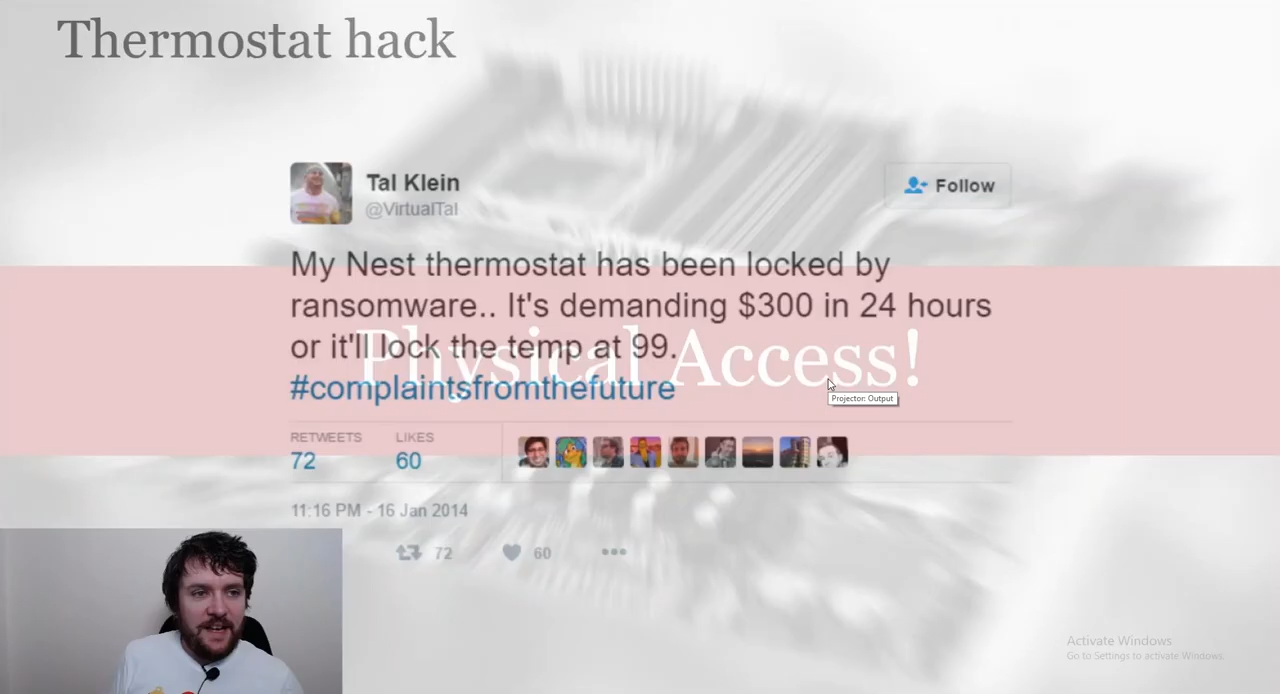 Thermostat hack
Tal Klein
@VirtualTal
Follow
My Nest thermostat has been locked by
ransomware.. It's demanding $300 in 24 hours
or it'll lock the temp at 99.
Physical Access!
#complaintsfromthefuture
Projector: Output
RETWEETS LIKES
72 60
11:16 PM - 16 Jan 2014
72 60
Activate Windows
Go to Settings to activate Windows.